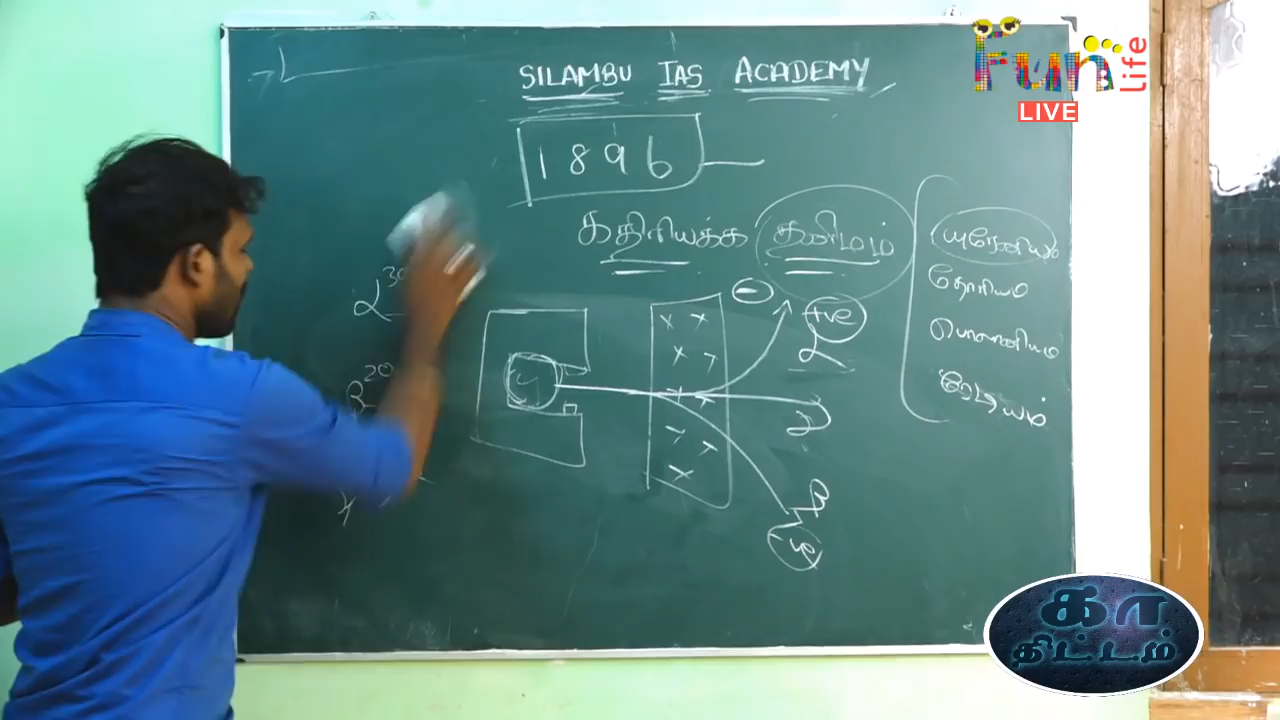 SILAMBU IAS ACADEMY
Fun Life
LIVE
1896
கதிரியக்க தனிமம்
யுரேனியம்
தோரியம்
பொலோனியம்
ரேடியம்
α
β
γ
U
+ve
α
γ
β
கா
திட்டம்